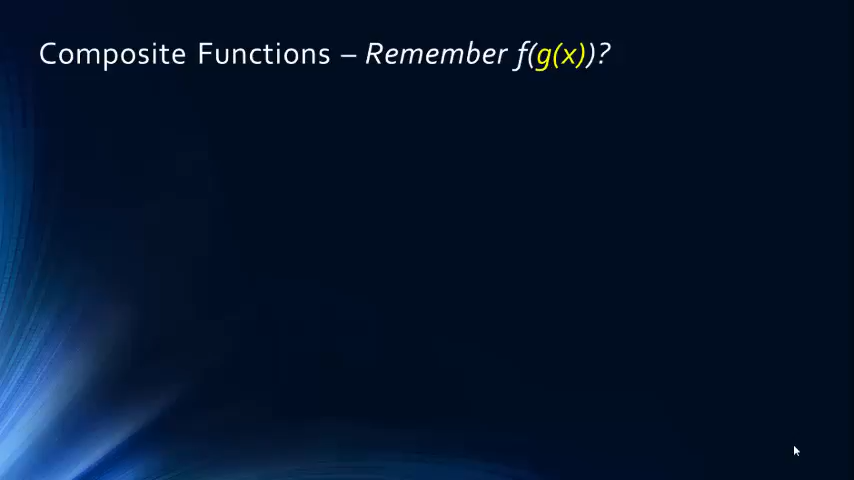 Composite Functions – Remember f(g(x))?